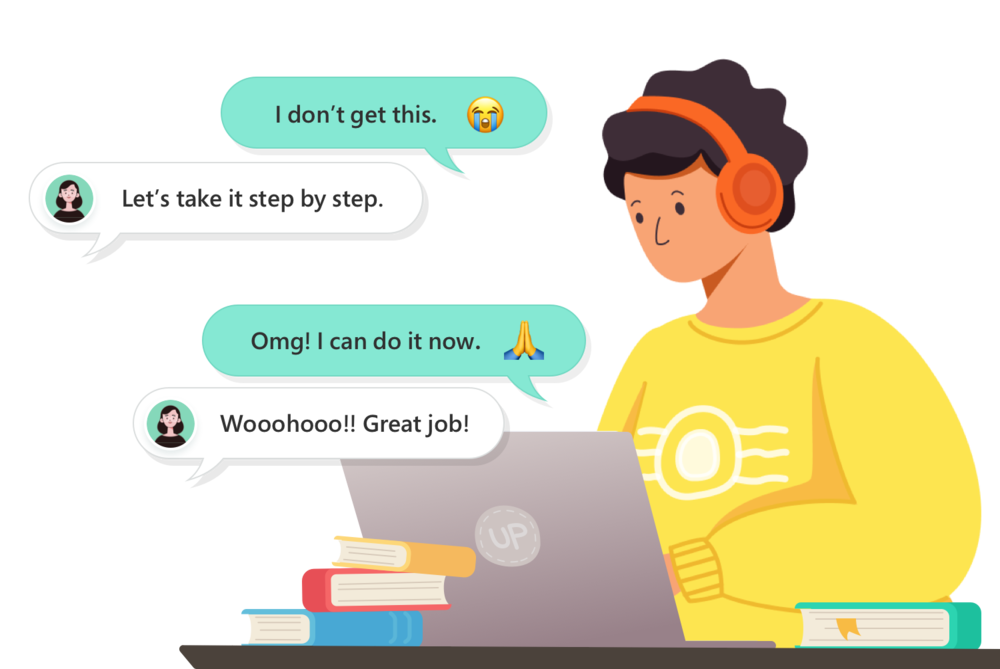 I don’t get this. 😭
Let’s take it step by step.
Omg! I can do it now. 🙏
Wooohooo!! Great job!
UP